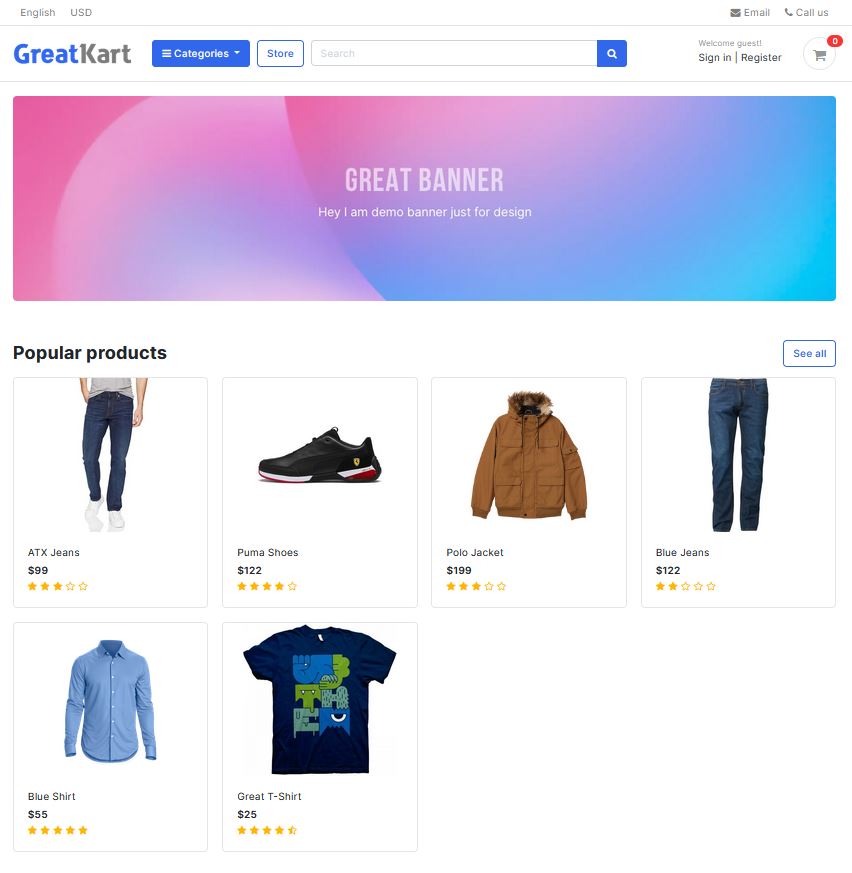 English USD Email Call us
GreatKart Categories Store Search Welcome guest! Sign in | Register 0
GREAT BANNER
Hey I am demo banner just for design
Popular products See all
ATX Jeans
$99
Puma Shoes
$122
Polo Jacket
$199
Blue Jeans
$122
Blue Shirt
$55
Great T-Shirt
$25